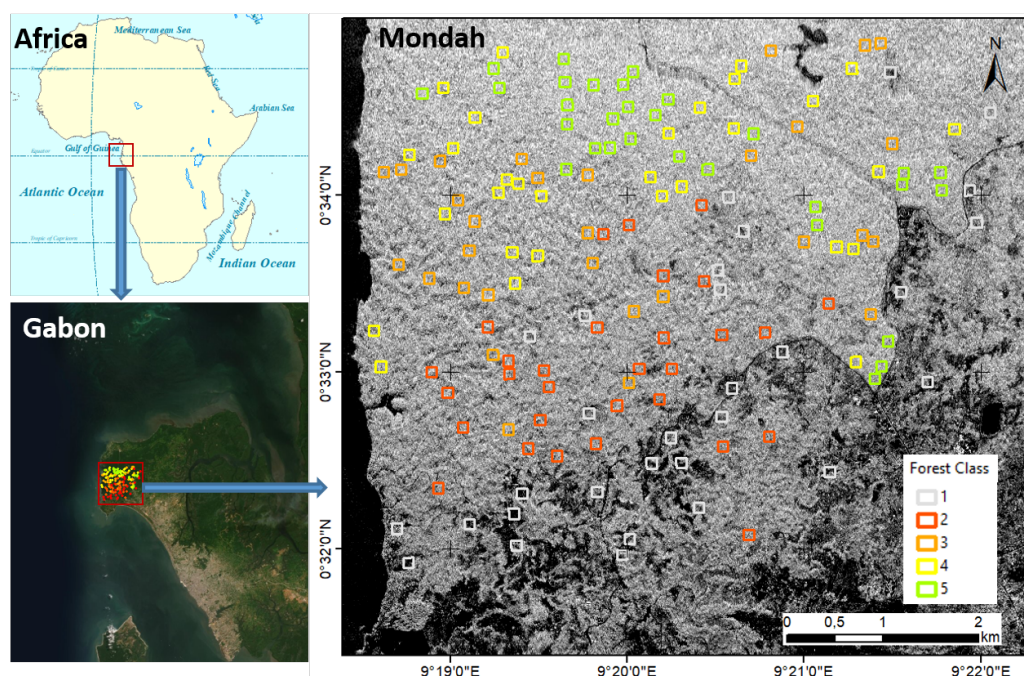 Africa
Mediterranean Sea
Red Sea
Arabian Sea
Gulf of Guinea
Equator
Atlantic Ocean
Mozambique Channel
Tropic of Capricorn
Indian Ocean
Gabon
Mondah
N
0°34'0"N
0°33'0"N
0°32'0"N
Forest Class
1
2
3
4
5
0 0,5 1 2
km
9°19'0"E 9°20'0"E 9°21'0"E 9°22'0"E